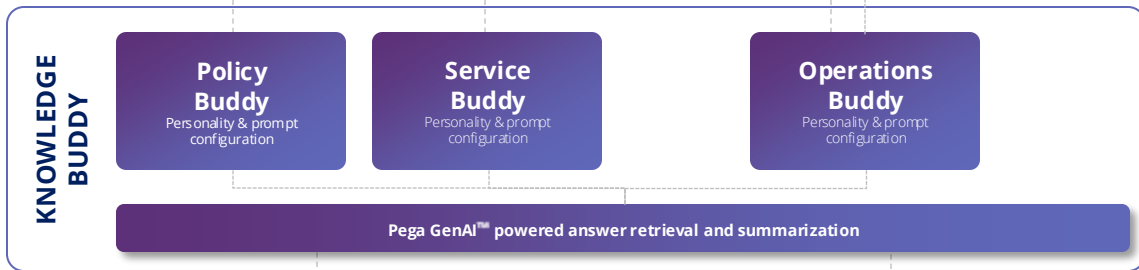 KNOWLEDGE
BUDDY
Policy
Buddy
Personality & prompt
configuration
Service
Buddy
Personality & prompt
configuration
Operations
Buddy
Personality & prompt
configuration
Pega GenAI™ powered answer retrieval and summarization